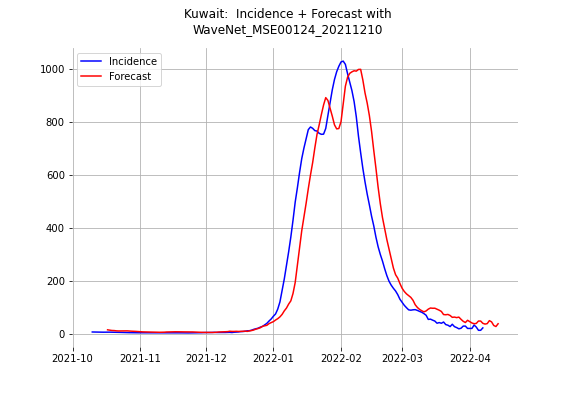 Kuwait:  Incidence + Forecast with
WaveNet_MSE00124_20211210
Incidence
Forecast
1000
800
600
400
200
0
2021-10 2021-11 2021-12 2022-01 2022-02 2022-03 2022-04